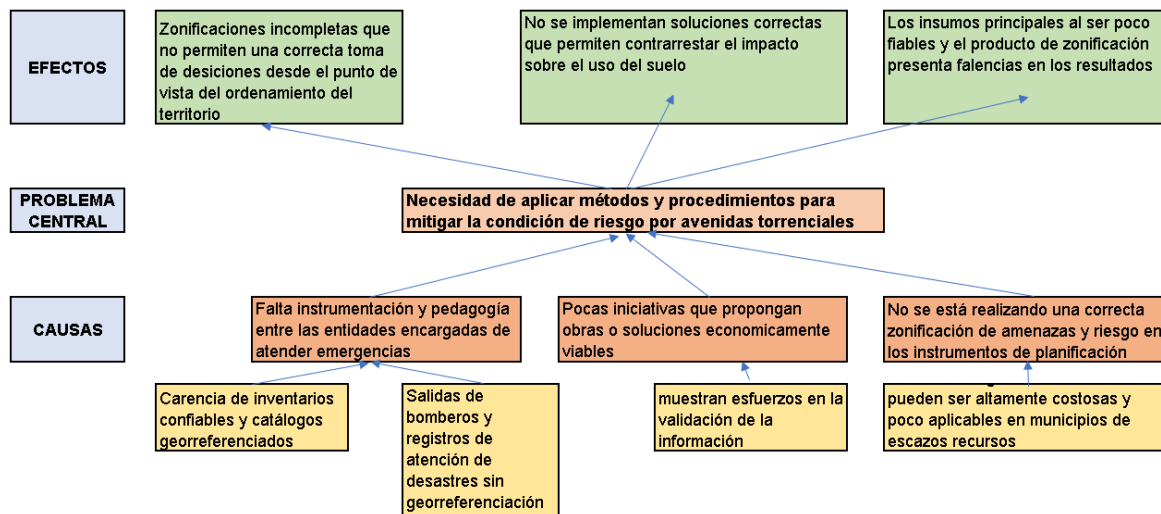 EFECTOS
Zonificaciones incompletas que
no permiten una correcta toma
de desiciones desde el punto de
vista del ordenamiento del
territorio
No se implementan soluciones correctas
que permiten contrarrestar el impacto
sobre el uso del suelo
Los insumos principales al ser poco
fiables y el producto de zonificación
presenta falencias en los resultados
PROBLEMA
CENTRAL
Necesidad de aplicar métodos y procedimientos para
mitigar la condición de riesgo por avenidas torrenciales
CAUSAS
Falta instrumentación y pedagogía
entre las entidades encargadas de
atender emergencias
Pocas iniciativas que propongan
obras o soluciones economicamente
viables
No se está realizando una correcta
zonificación de amenazas y riesgo en
los instrumentos de planificación
Carencia de inventarios
confiables y catálogos
georreferenciados
Salidas de
bomberos y
registros de
atención de
desastres sin
georreferenciación
muestran esfuerzos en la
validación de la
información
pueden ser altamente costosas y
poco aplicables en municipios de
escazos recursos